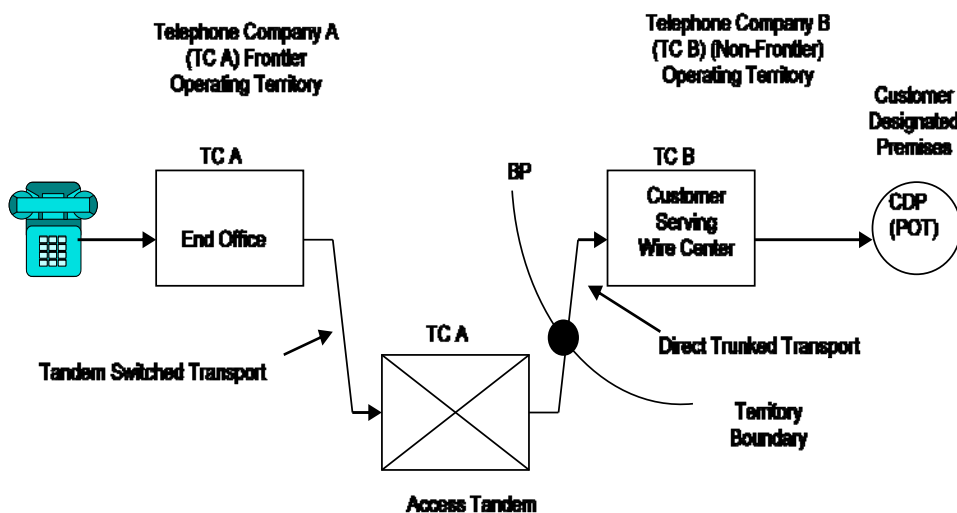 Telephone Company A
(TC A) Frontier
Operating Territory
Telephone Company B
(TC B) (Non-Frontier)
Operating Territory
Customer
Designated
Premises
TC A
BP
TC B
End Office
Customer
Serving
Wire Center
CDP
(POT)
TC A
Tandem Switched Transport
Direct Trunked Transport
Territory
Boundary
Access Tandem